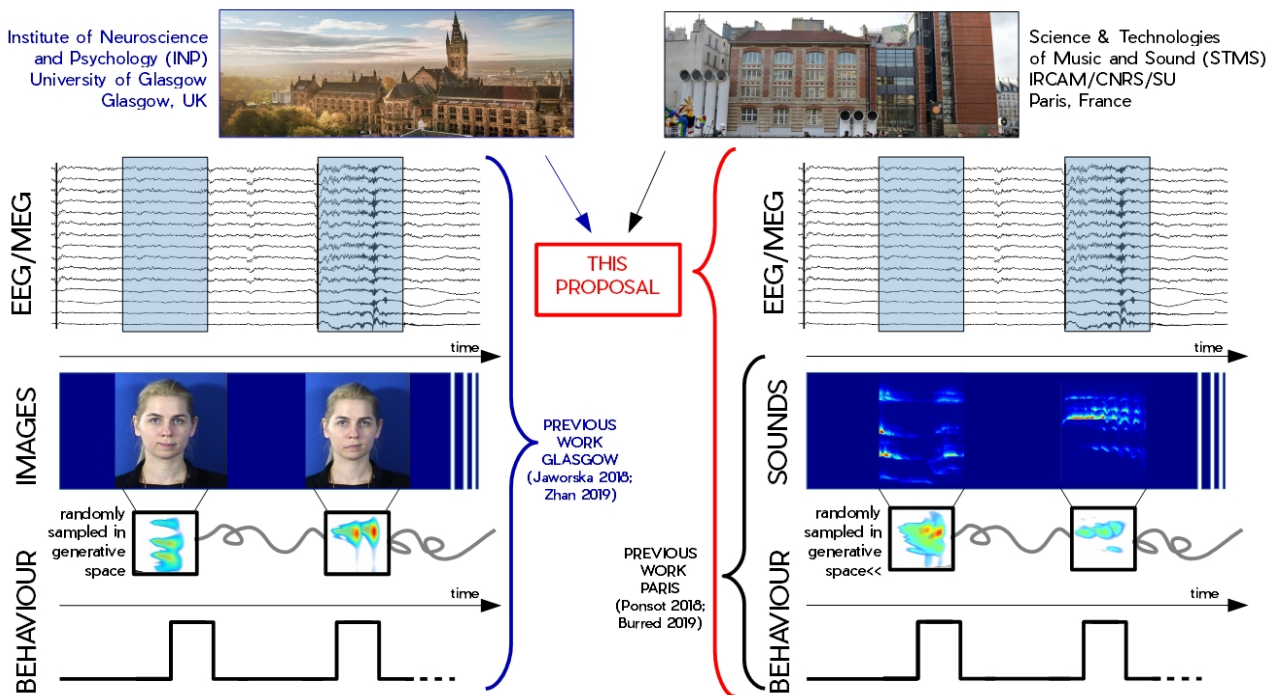 Institute of Neuroscience
and Psychology (INP)
University of Glasgow
Glasgow, UK
Science & Technologies
of Music and Sound (STMS)
IRCAM/CNRS/SU
Paris, France
EEG/MEG
THIS
PROPOSAL
EEG/MEG
time
time
IMAGES
PREVIOUS
WORK
GLASGOW
(Jaworska 2018;
Zhan 2019)
SOUNDS
randomly
sampled in
generative
space
randomly
sampled in
generative
space<<
PREVIOUS
WORK
PARIS
(Ponsot 2018;
Burred 2019)
time
time
BEHAVIOUR
BEHAVIOUR